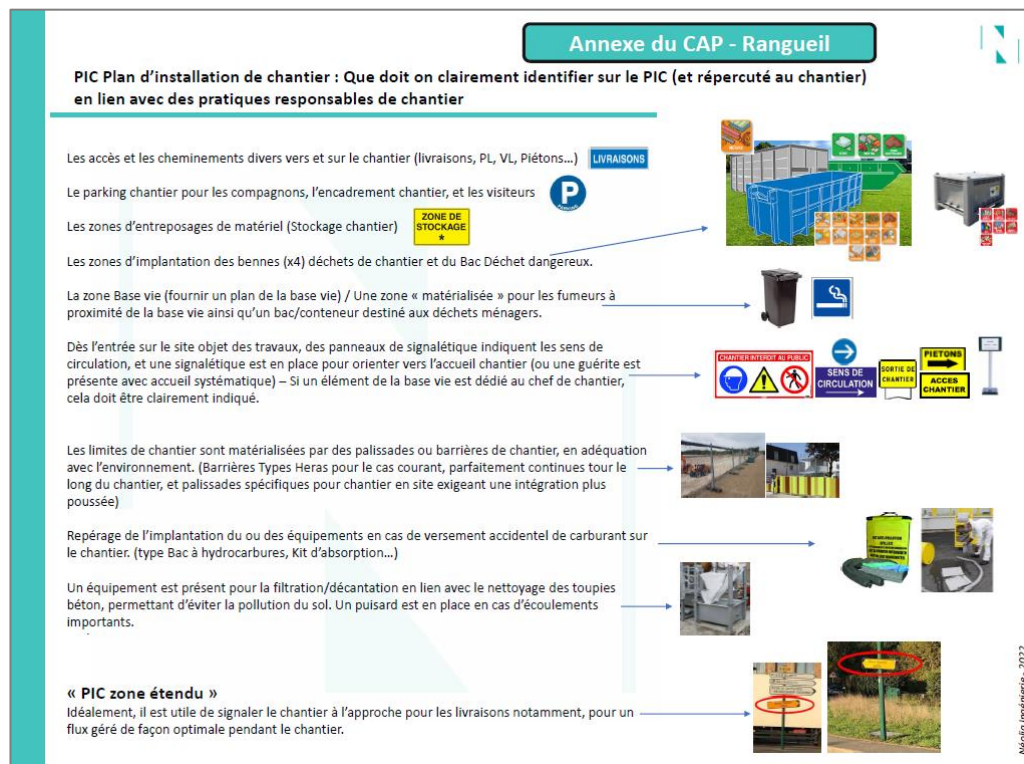 Annexe du CAP - Rangueil
PIC Plan d'installation de chantier : Que doit on clairement identifier sur le PIC (et répercuté au chantier)
en lien avec des pratiques responsables de chantier
Les accès et les cheminements divers vers et sur le chantier (livraisons, PL, VL, Piétons...)
LIVRAISONS
Le parking chantier pour les compagnons, l'encadrement chantier, et les visiteurs
P
Les zones d'entreposages de matériel (Stockage chantier)
ZONE DE
STOCKAGE
*
Les zones d'implantation des bennes (x4) déchets de chantier et du Bac Déchet dangereux.
La zone Base vie (fournir un plan de la base vie) / Une zone « matérialisée » pour les fumeurs à
proximité de la base vie ainsi qu'un bac/conteneur destiné aux déchets ménagers.
Dès l'entrée sur le site objet des travaux, des panneaux de signalétique indiquent les sens de
circulation, et une signalétique est en place pour orienter vers l'accueil chantier (ou une guérite est
présente avec accueil systématique) – Si un élément de la base vie est dédié au chef de chantier,
cela doit être clairement indiqué.
CHANTIER INTERDIT AU PUBLIC
SENS DE
CIRCULATION
SORTIE DE
CHANTIER
PIETONS
ACCES
CHANTIER
Les limites de chantier sont matérialisées par des palissades ou barrières de chantier, en adéquation
avec l'environnement. (Barrières Types Heras pour le cas courant, parfaitement continues tour le
long du chantier, et palissades spécifiques pour chantier en site exigeant une intégration plus
poussée)
Repérage de l'implantation du ou des équipements en cas de versement accidentel de carburant sur
le chantier. (type Bac à hydrocarbures, Kit d'absorption...)
Un équipement est présent pour la filtration/décantation en lien avec le nettoyage des toupies
béton, permettant d'éviter la pollution du sol. Un puisard est en place en cas d'écoulements
importants.
« PIC zone étendu »
Idéalement, il est utile de signaler le chantier à l'approche pour les livraisons notamment, pour un
flux géré de façon optimale pendant le chantier.
Néolia Ingénierie - 2022